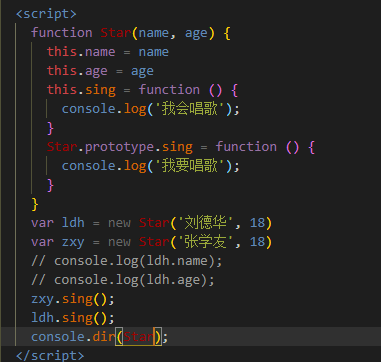 <script>
function Star(name, age) {
this.name = name
this.age = age
this.sing = function () {
console.log('我会唱歌');
}
Star.prototype.sing = function () {
console.log('我要唱歌');
}
}
var ldh = new Star('刘德华', 18)
var zxy = new Star('张学友', 18)
// console.log(ldh.name);
// console.log(ldh.age);
zxy.sing();
ldh.sing();
console.dir(Star);
</script>